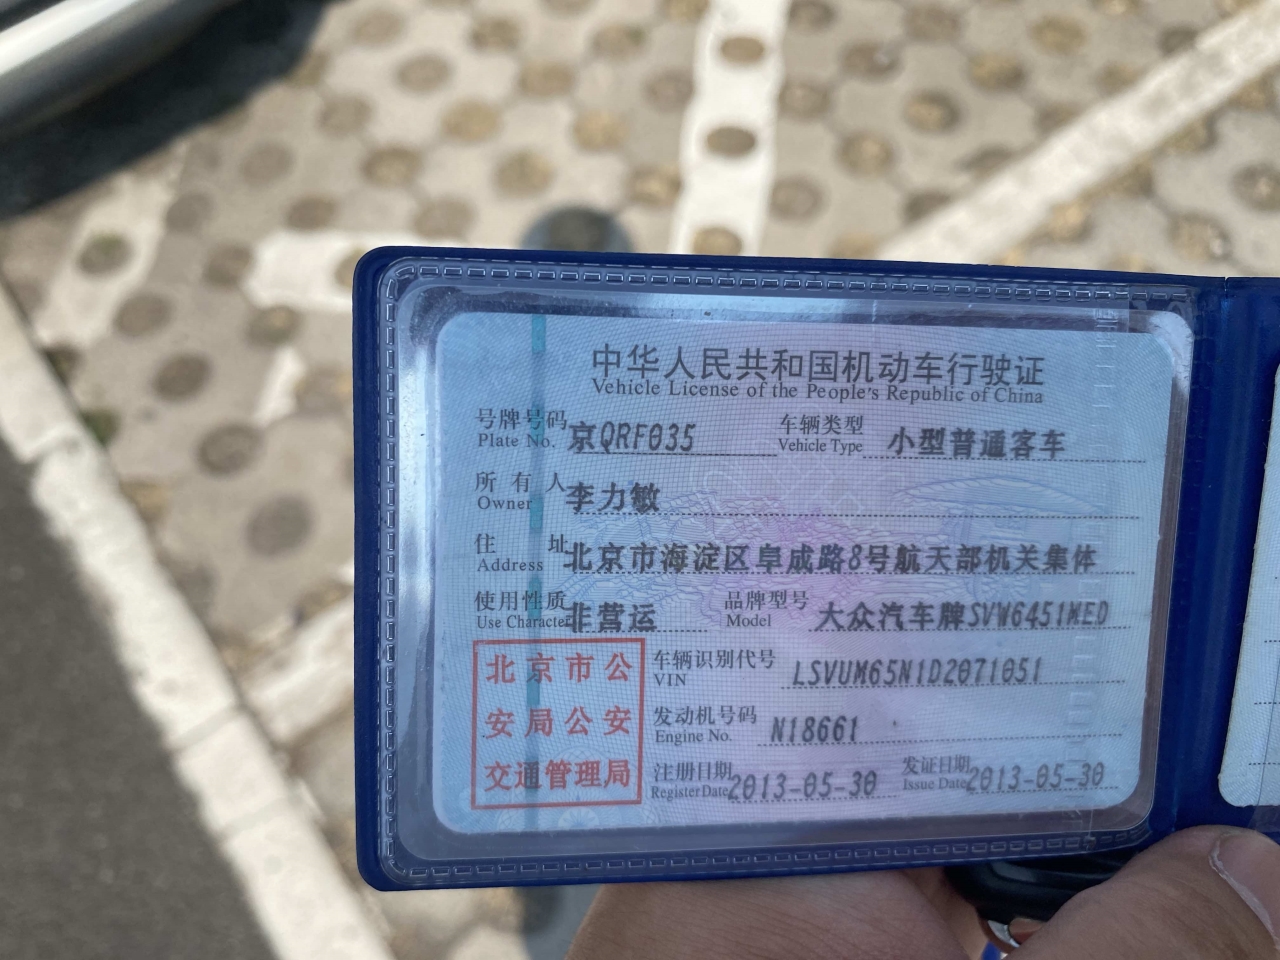 中华人民共和国机动车行驶证
Vehicle License of the People's Republic of China
号牌号码 京QRF035 车辆类型 小型普通客车
Plate No. Vehicle Type
所有人 李力敏
Owner
住址 北京市海淀区阜成路8号航天部机关集体
Address
使用性质 非营运 品牌型号 大众汽车牌SVW6451MED
Use Character Model
北京市公
安局公安
交通管理局
车辆识别代号 LSVUM65N1D2071051
VIN
发动机号码 N18661
Engine No.
注册日期 2013-05-30 发证日期 2013-05-30
Register Date Issue Date